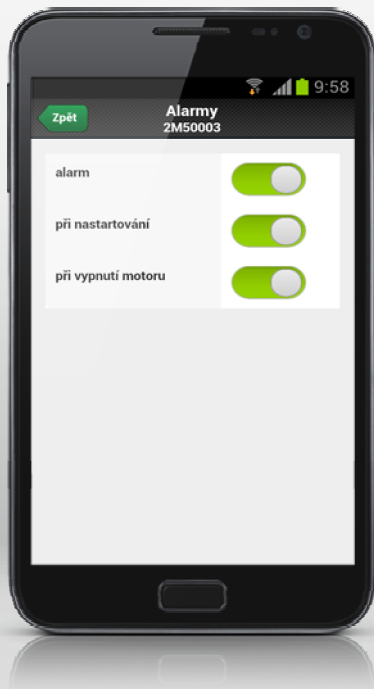 9:58
Zpět
Alarmy
2M50003
alarm
při nastartování
při vypnutí motoru